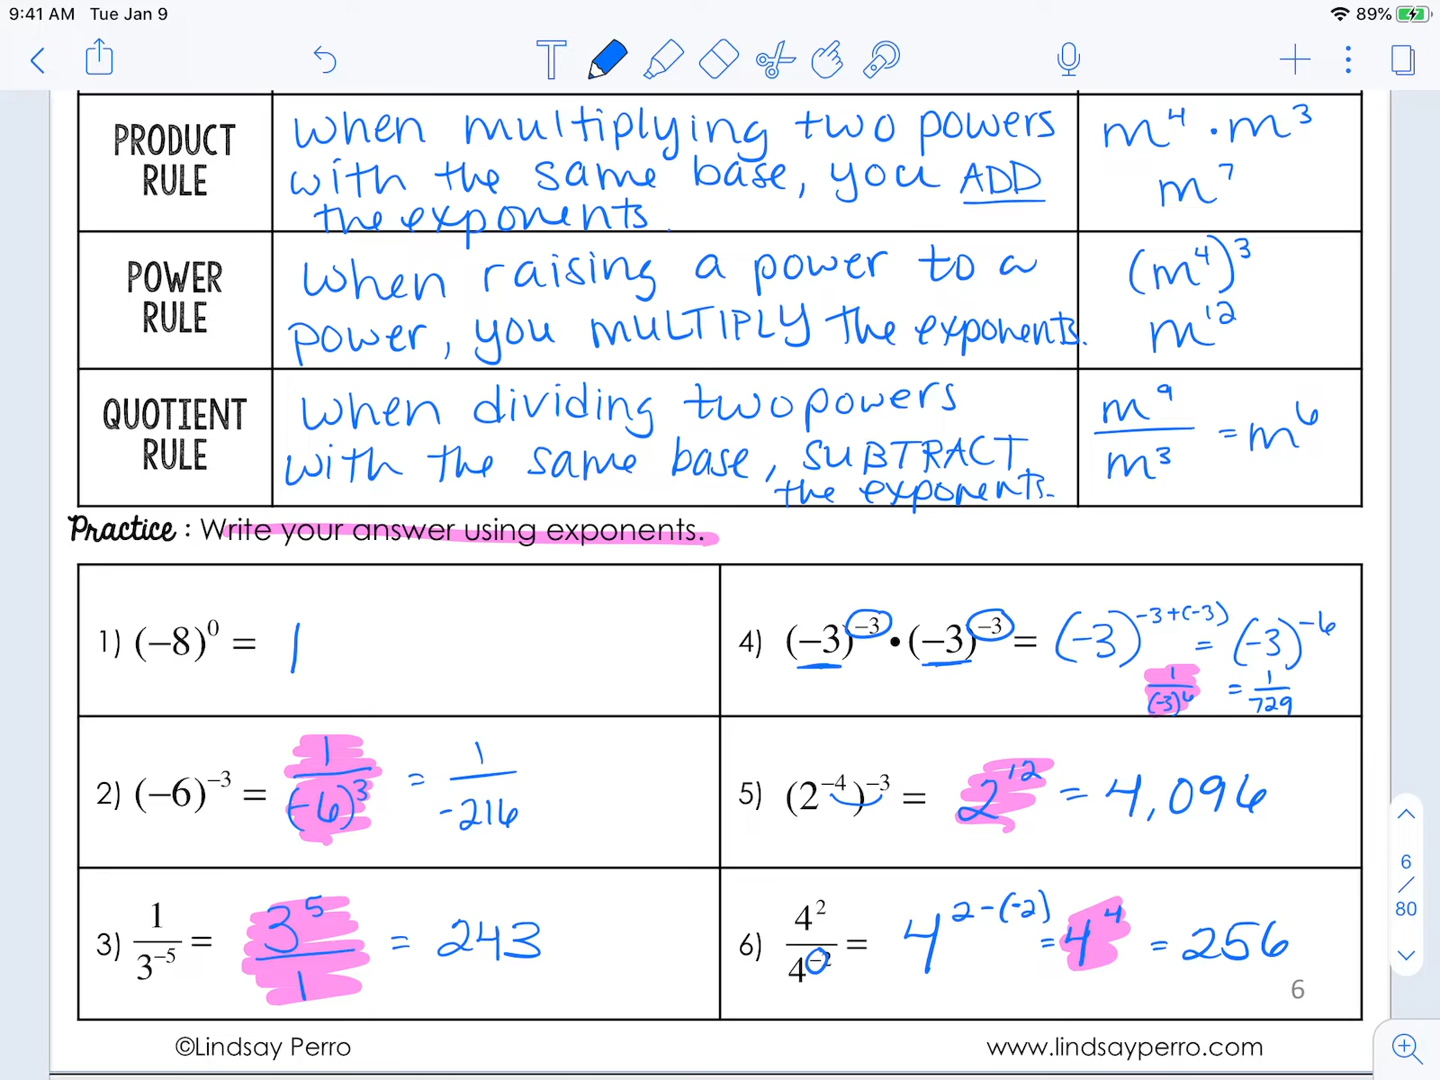 9:41 AM Tue Jan 9 89%
T
PRODUCT RULE
when multiplying two powers
with the same base, you ADD
the exponents.
m⁴ · m³
m⁷
POWER RULE
when raising a power to a
power, you MULTIPLY the exponents.
(m⁴)³
m¹²
QUOTIENT RULE
when dividing two powers
with the same base, SUBTRACT
the exponents.
m⁹/m³ = m⁶
Practice : Write your answer using exponents.
1) (−8)⁰ = 1
4) (−3)⁻³ • (−3)⁻³ = (−3)^(−3+(−3)) = (−3)⁻⁶
1/(−3)⁶ = 1/729
2) (−6)⁻³ = 1/(−6)³ = 1/−216
5) (2⁻⁴)⁻³ = 2¹² = 4,096
3) 1/3⁻⁵ = 3⁵/1 = 243
6) 4²/4⁻² = 4^(2−(−2)) = 4⁴ = 256
6
6 / 80
©Lindsay Perro www.lindsayperro.com